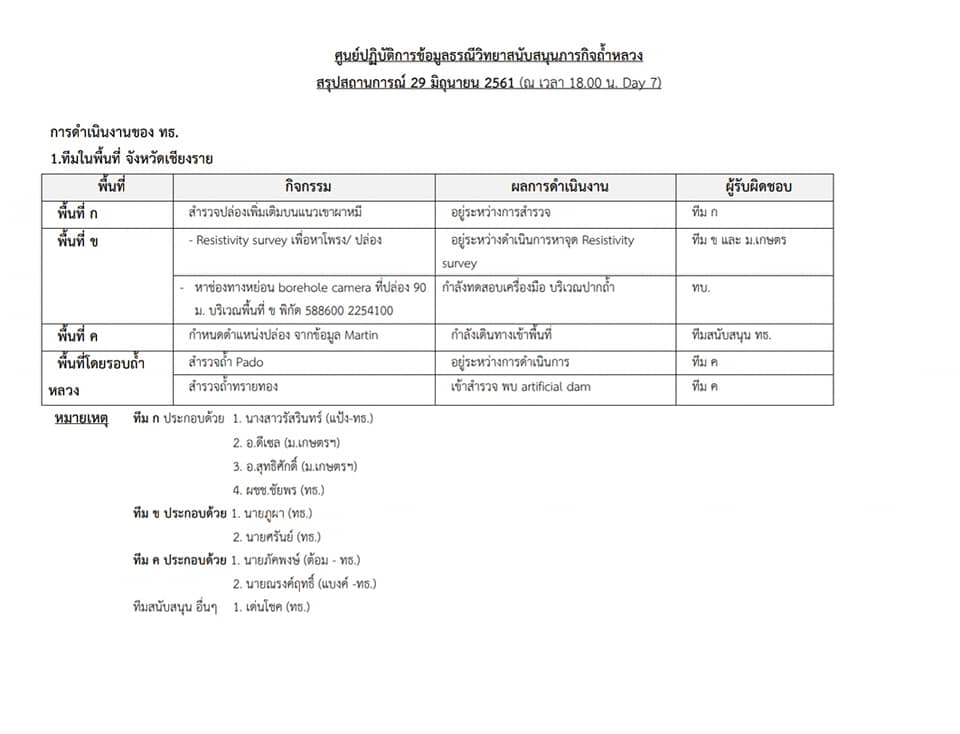 ศูนย์ปฏิบัติการข้อมูลธรณีวิทยาสนับสนุนภารกิจถ้ำหลวง
สรุปสถานการณ์ 29 มิถุนายน 2561 (ณ เวลา 18.00 น. Day 7)
การดำเนินงานของ ทธ.
1.ทีมในพื้นที่ จังหวัดเชียงราย
พื้นที่ กิจกรรม ผลการดำเนินงาน ผู้รับผิดชอบ
พื้นที่ ก สำรวจปล่องเพิ่มเติมบนแนวเขาผาหมี อยู่ระหว่างการสำรวจ ทีม ก
พื้นที่ ข - Resistivity survey เพื่อหาโพรง/ ปล่อง อยู่ระหว่างดำเนินการหาจุด Resistivity ทีม ข และ ม.เกษตร
survey
- หาช่องทางหย่อน borehole camera ที่ปล่อง 90 กำลังทดสอบเครื่องมือ บริเวณปากถ้ำ ทบ.
ม. บริเวณพื้นที่ ข พิกัด 588600 2254100
พื้นที่ ค กำหนดตำแหน่งปล่อง จากข้อมูล Martin กำลังเดินทางเข้าพื้นที่ ทีมสนับสนุน ทธ.
พื้นที่โดยรอบถ้ำ สำรวจถ้ำ Pado อยู่ระหว่างการดำเนินการ ทีม ค
หลวง สำรวจถ้ำทรายทอง เข้าสำรวจ พบ artificial dam ทีม ค
หมายเหตุ ทีม ก ประกอบด้วย 1. นางสาวรัสรินทร์ (แป้ง-ทธ.)
2. อ.ดีเซล (ม.เกษตรฯ)
3. อ.สุทธิศักดิ์ (ม.เกษตรฯ)
4. ผชช.ชัยพร (ทธ.)
ทีม ข ประกอบด้วย 1. นายภูผา (ทธ.)
2. นายศรันย์ (ทธ.)
ทีม ค ประกอบด้วย 1. นายภัคพงษ์ (ต้อม - ทธ.)
2. นายณรงค์ฤทธิ์ (แบงค์ -ทธ.)
ทีมสนับสนุน อื่นๆ 1. เด่นโชค (ทธ.)